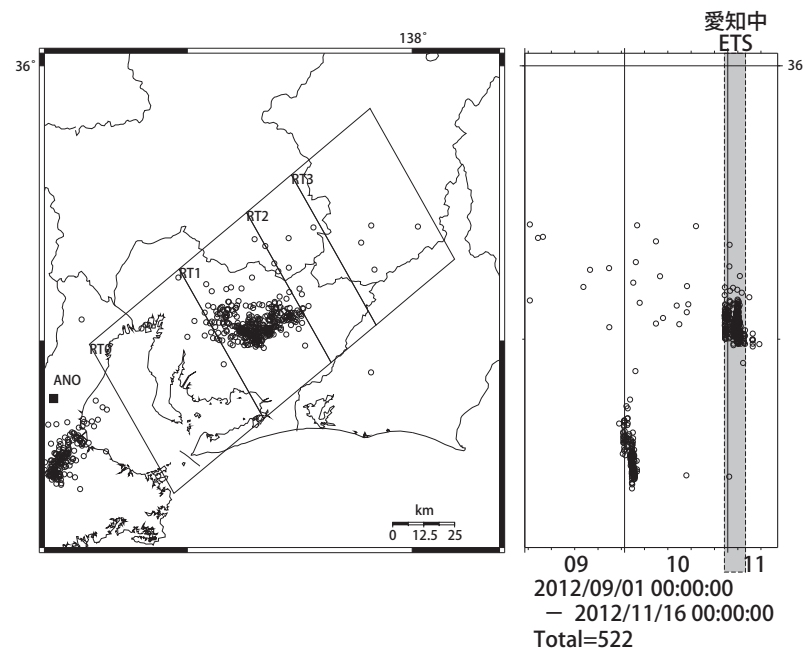 愛知中
ETS
138°
36°
36
RT3
RT2
RT1
RT0
ANO
km
0 12.5 25
09 10 11
2012/09/01 00:00:00
− 2012/11/16 00:00:00
Total=522